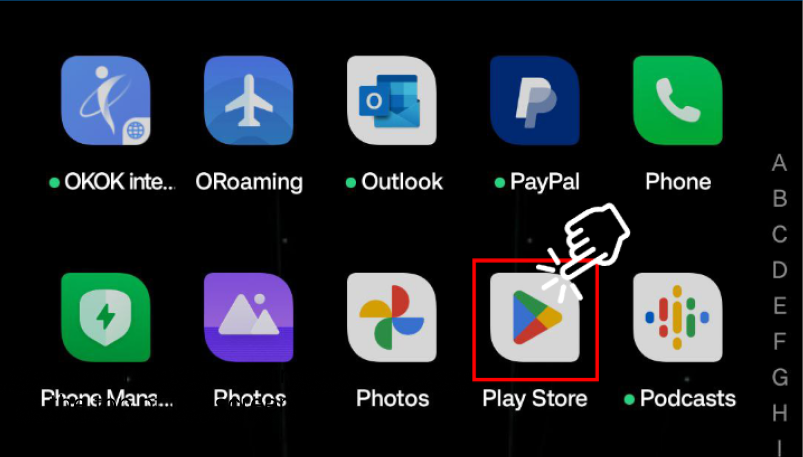 OKOK inte...
ORoaming
Outlook
PayPal
Phone
Phone Mana...
Photos
Photos
Play Store
Podcasts
A
B
C
D
E
F
G
H
I